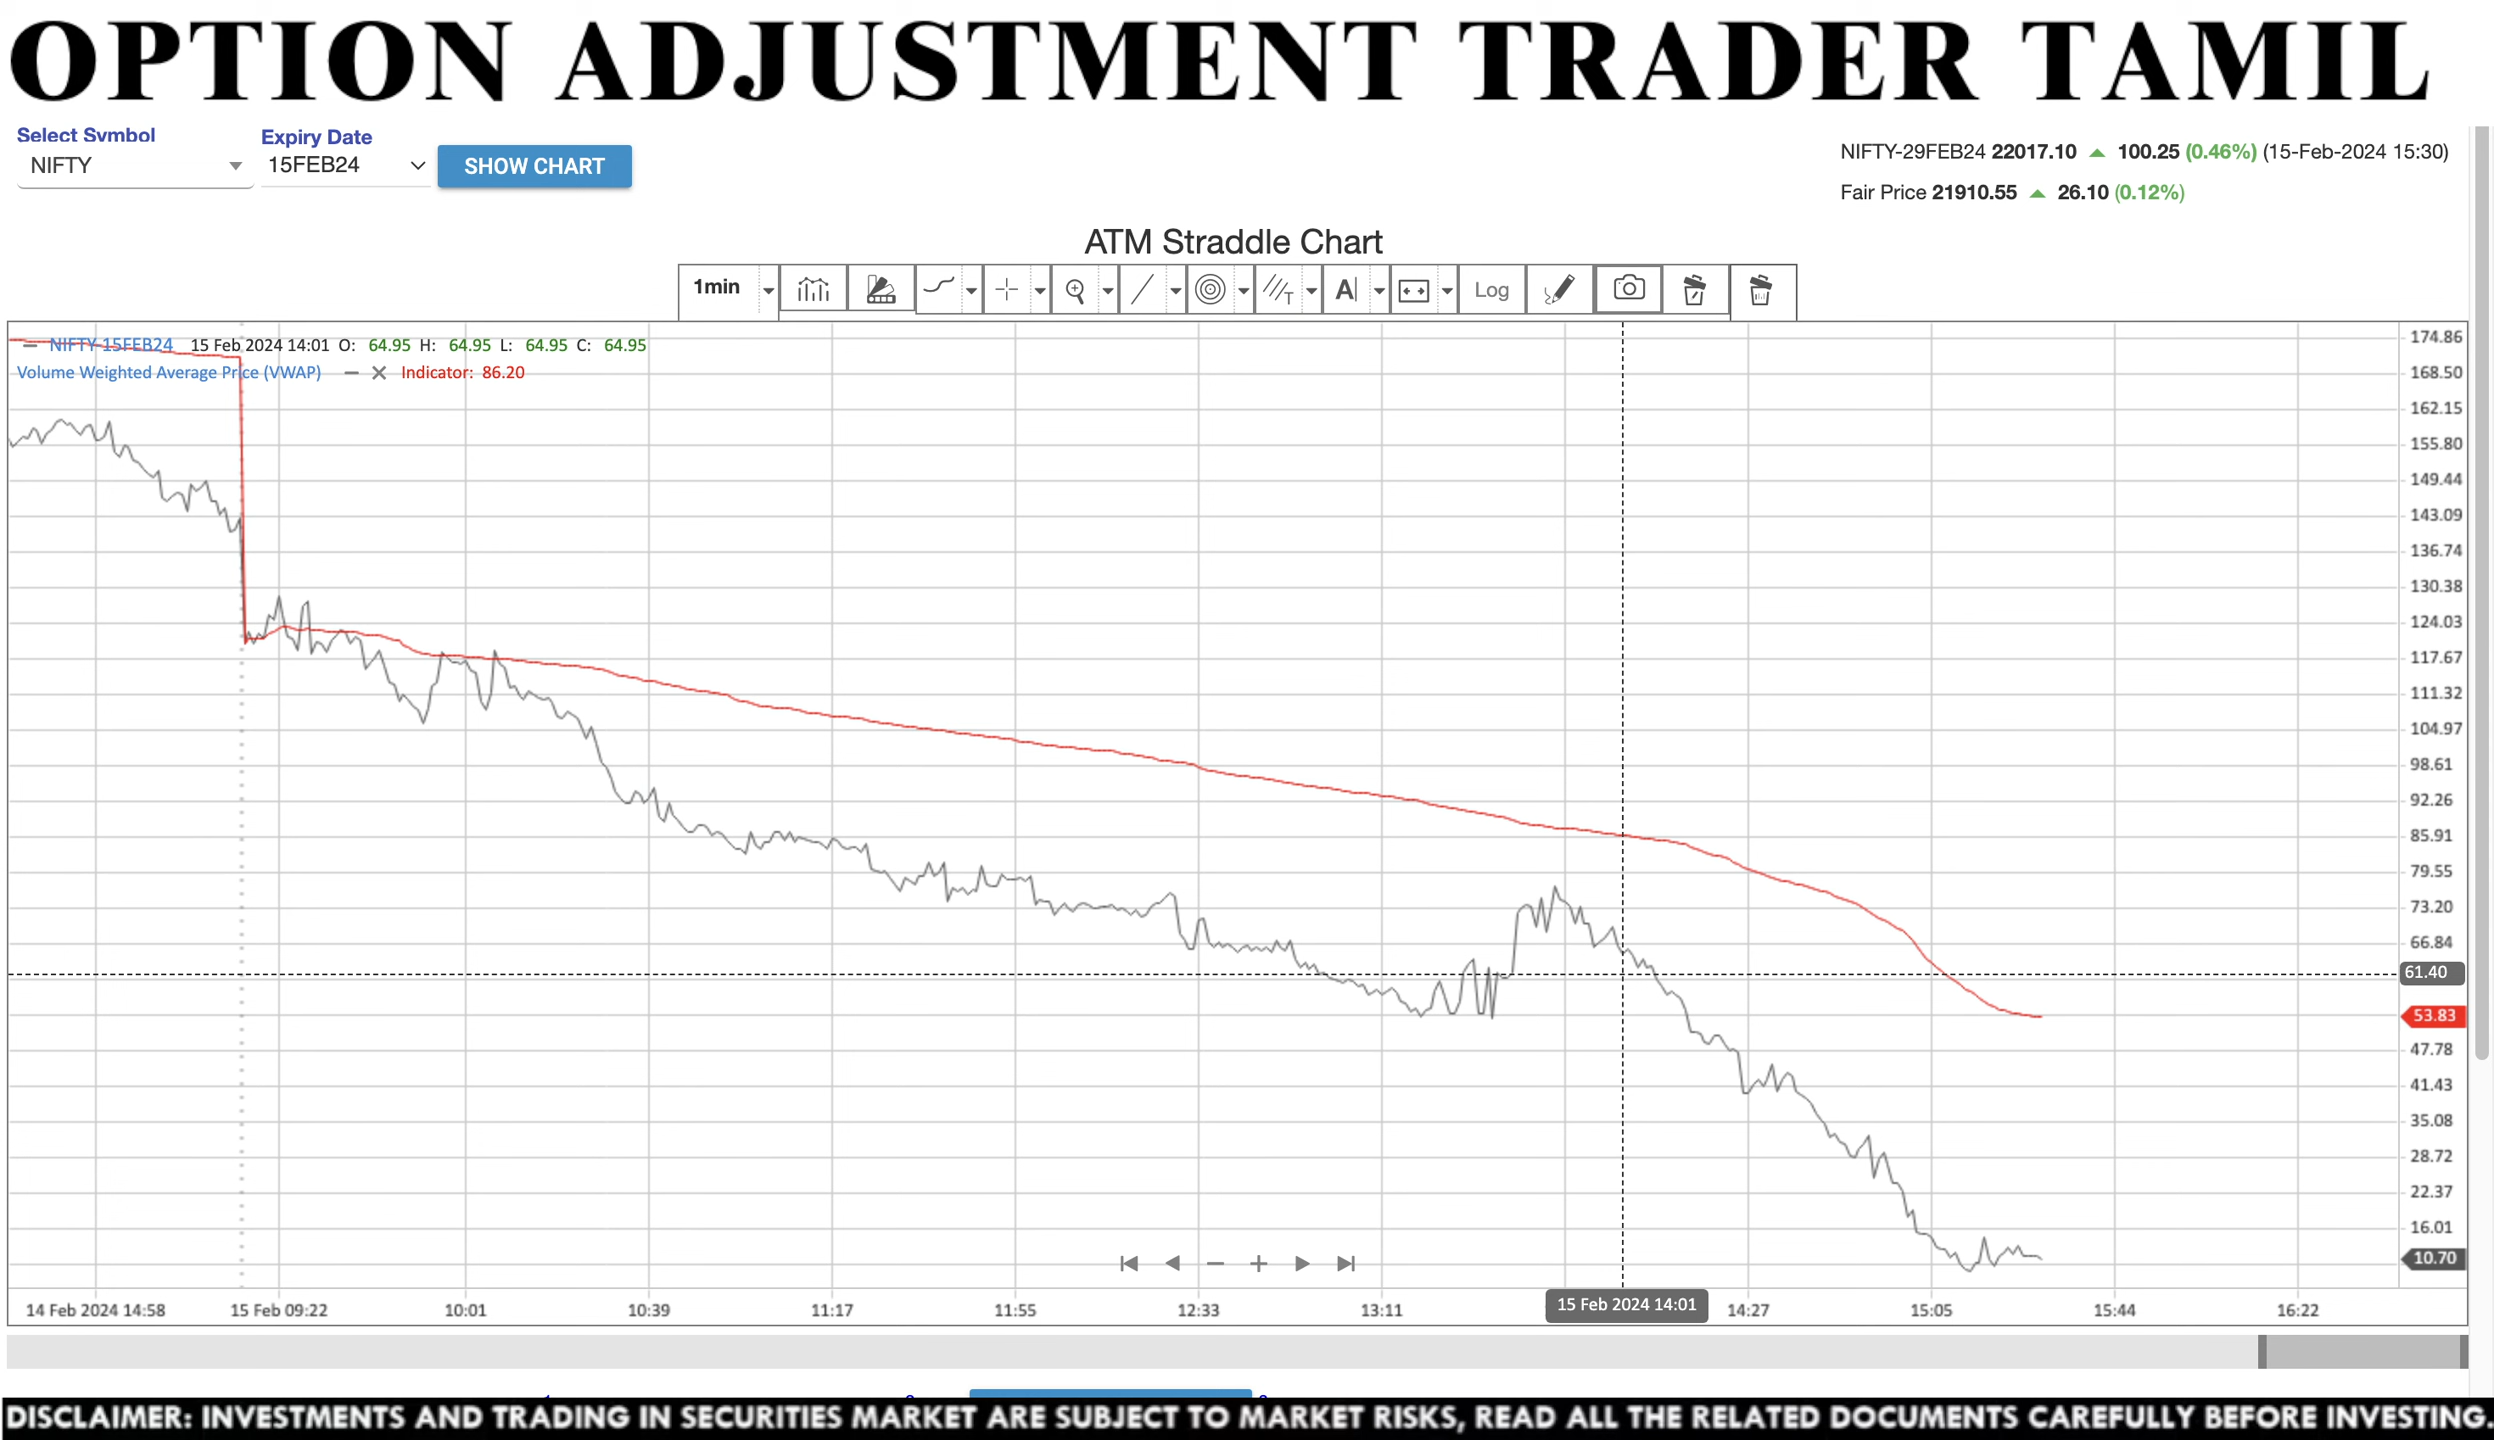 OPTION ADJUSTMENT TRADER TAMIL
Select Symbol
Expiry Date
NIFTY
15FEB24
SHOW CHART
NIFTY-29FEB24 22017.10 ▲ 100.25 (0.46%) (15-Feb-2024 15:30)
Fair Price 21910.55 ▲ 26.10 (0.12%)
ATM Straddle Chart
1min
A|
Log
NIFTY-15FEB24 15 Feb 2024 14:01 O: 64.95 H: 64.95 L: 64.95 C: 64.95
Volume Weighted Average Price (VWAP) Indicator: 86.20
174.86
168.50
162.15
155.80
149.44
143.09
136.74
130.38
124.03
117.67
111.32
104.97
98.61
92.26
85.91
79.55
73.20
66.84
61.40
53.83
47.78
41.43
35.08
28.72
22.37
16.01
10.70
14 Feb 2024 14:58
15 Feb 09:22
10:01
10:39
11:17
11:55
12:33
13:11
15 Feb 2024 14:01
14:27
15:05
15:44
16:22
DISCLAIMER: INVESTMENTS AND TRADING IN SECURITIES MARKET ARE SUBJECT TO MARKET RISKS, READ ALL THE RELATED DOCUMENTS CAREFULLY BEFORE INVESTING.